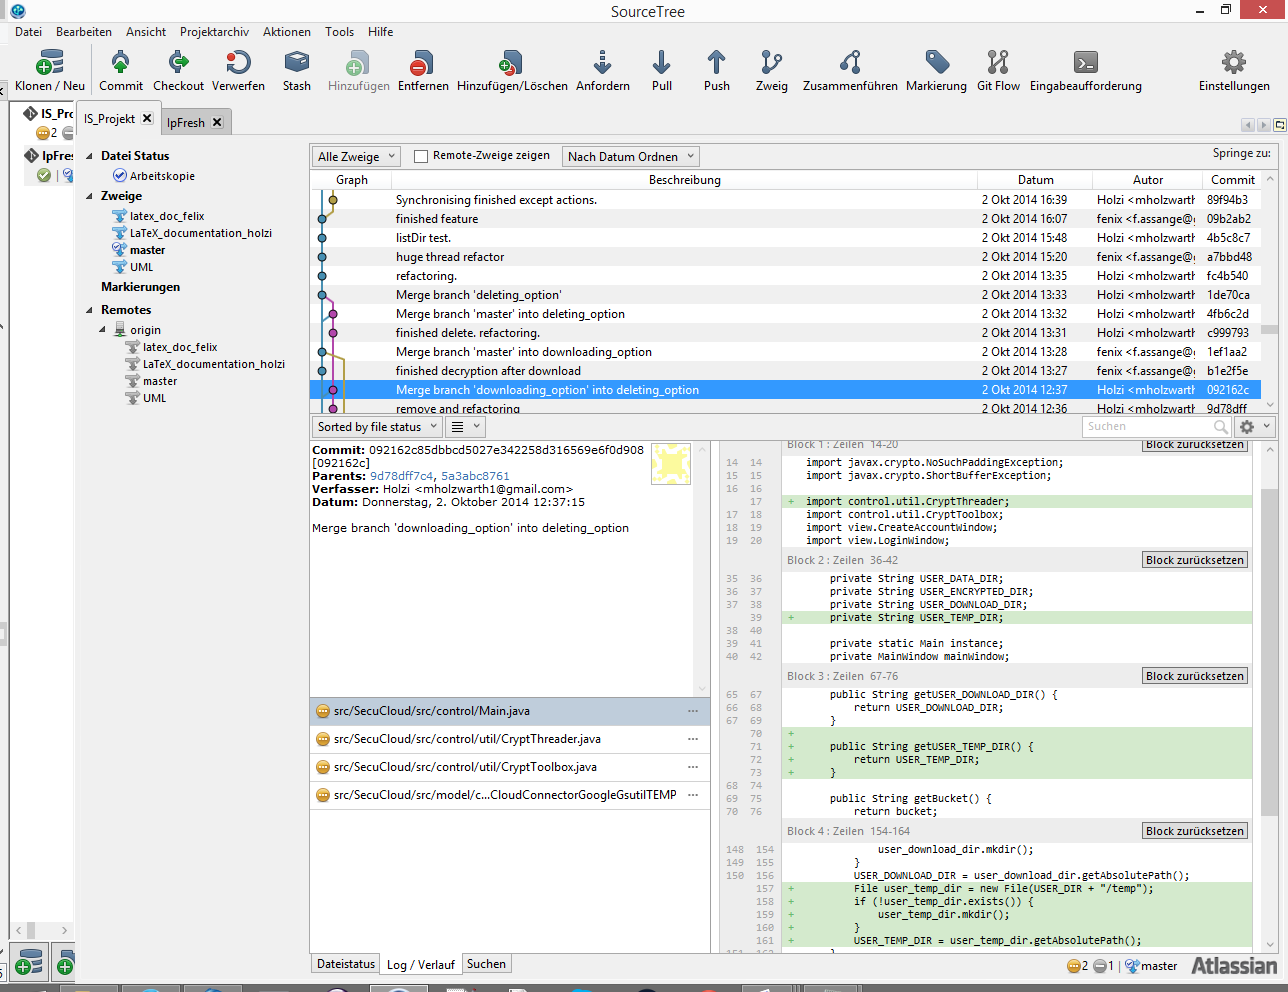 SourceTree
Datei Bearbeiten Ansicht Projektarchiv Aktionen Tools Hilfe
Klonen / Neu Commit Checkout Verwerfen Stash Hinzufügen Entfernen Hinzufügen/Löschen Anfordern Pull Push Zweig Zusammenführen Markierung Git Flow Eingabeaufforderung Einstellungen
IS_Pro
2
IpFres
IS_Projekt IpFresh
Datei Status
Arbeitskopie
Zweige
latex_doc_felix
LaTeX_documentation_holzi
master
UML
Markierungen
Remotes
origin
latex_doc_felix
LaTeX_documentation_holzi
master
UML
Alle Zweige Remote-Zweige zeigen Nach Datum Ordnen Springe zu:
Graph Beschreibung Datum Autor Commit
Synchronising finished except actions. 2 Okt 2014 16:39 Holzi <mholzwarth 89f94b3
finished feature 2 Okt 2014 16:07 fenix <f.assange@g 09b2ab2
listDir test. 2 Okt 2014 15:48 Holzi <mholzwarth 4b5c8c7
huge thread refactor 2 Okt 2014 15:20 fenix <f.assange@g a7bbd48
refactoring. 2 Okt 2014 13:35 Holzi <mholzwarth fc4b540
Merge branch 'deleting_option' 2 Okt 2014 13:33 Holzi <mholzwarth 1de70ca
Merge branch 'master' into deleting_option 2 Okt 2014 13:32 Holzi <mholzwarth 4fb6c2d
finished delete. refactoring. 2 Okt 2014 13:31 Holzi <mholzwarth c999793
Merge branch 'master' into downloading_option 2 Okt 2014 13:28 fenix <f.assange@g 1ef1aa2
finished decryption after download 2 Okt 2014 13:27 fenix <f.assange@g b1e2f5e
Merge branch 'downloading_option' into deleting_option 2 Okt 2014 12:37 Holzi <mholzwarth 092162c
remove and refactoring 2 Okt 2014 12:36 Holzi <mholzwarth 9d78dff
Sorted by file status Suchen
Commit: 092162c85dbbcd5027e342258d316569e6f0d908
[092162c]
Parents: 9d78dff7c4, 5a3abc8761
Verfasser: Holzi <mholzwarth1@gmail.com>
Datum: Donnerstag, 2. Oktober 2014 12:37:15
Merge branch 'downloading_option' into deleting_option
src/SecuCloud/src/control/Main.java
src/SecuCloud/src/control/util/CryptThreader.java
src/SecuCloud/src/control/util/CryptToolbox.java
src/SecuCloud/src/model/c...CloudConnectorGoogleGsutilTEMP
Block 1 : Zeilen 14-20 Block zurücksetzen
14 14 import javax.crypto.NoSuchPaddingException;
15 15 import javax.crypto.ShortBufferException;
16 16
17 + import control.util.CryptThreader;
17 18 import control.util.CryptToolbox;
18 19 import view.CreateAccountWindow;
19 20 import view.LoginWindow;
Block 2 : Zeilen 36-42 Block zurücksetzen
35 36 private String USER_DATA_DIR;
36 37 private String USER_ENCRYPTED_DIR;
37 38 private String USER_DOWNLOAD_DIR;
39 + private String USER_TEMP_DIR;
38 40
39 41 private static Main instance;
40 42 private MainWindow mainWindow;
Block 3 : Zeilen 67-76 Block zurücksetzen
65 67 public String getUSER_DOWNLOAD_DIR() {
66 68 return USER_DOWNLOAD_DIR;
67 69 }
70 +
71 + public String getUSER_TEMP_DIR() {
72 + return USER_TEMP_DIR;
73 + }
68 74
69 75 public String getBucket() {
70 76 return bucket;
Block 4 : Zeilen 154-164 Block zurücksetzen
148 154 user_download_dir.mkdir();
149 155 }
150 156 USER_DOWNLOAD_DIR = user_download_dir.getAbsolutePath();
157 + File user_temp_dir = new File(USER_DIR + "/temp");
158 + if (!user_temp_dir.exists()) {
159 + user_temp_dir.mkdir();
160 + }
161 + USER_TEMP_DIR = user_temp_dir.getAbsolutePath();
Dateistatus Log / Verlauf Suchen
2 1 master Atlassian